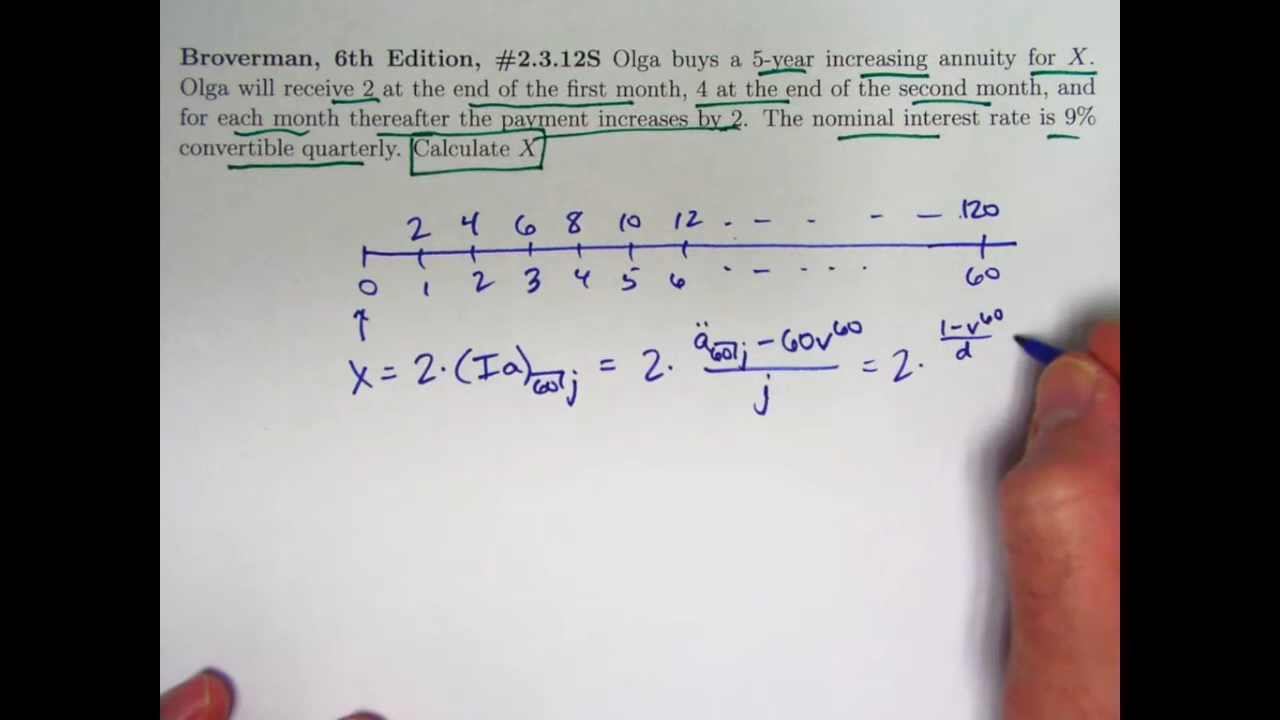 Broverman, 6th Edition, #2.3.12S Olga buys a 5-year increasing annuity for X.
Olga will receive 2 at the end of the first month, 4 at the end of the second month, and
for each month thereafter the payment increases by 2. The nominal interest rate is 9%
convertible quarterly. Calculate X
2 4 6 8 10 12 . - - - - 120
0 1 2 3 4 5 6 . - . . . 60
↑
X = 2·(Ia)60⌉j = 2· (ä60⌉j - 60v^60)/j = 2· (1-v^60)/d